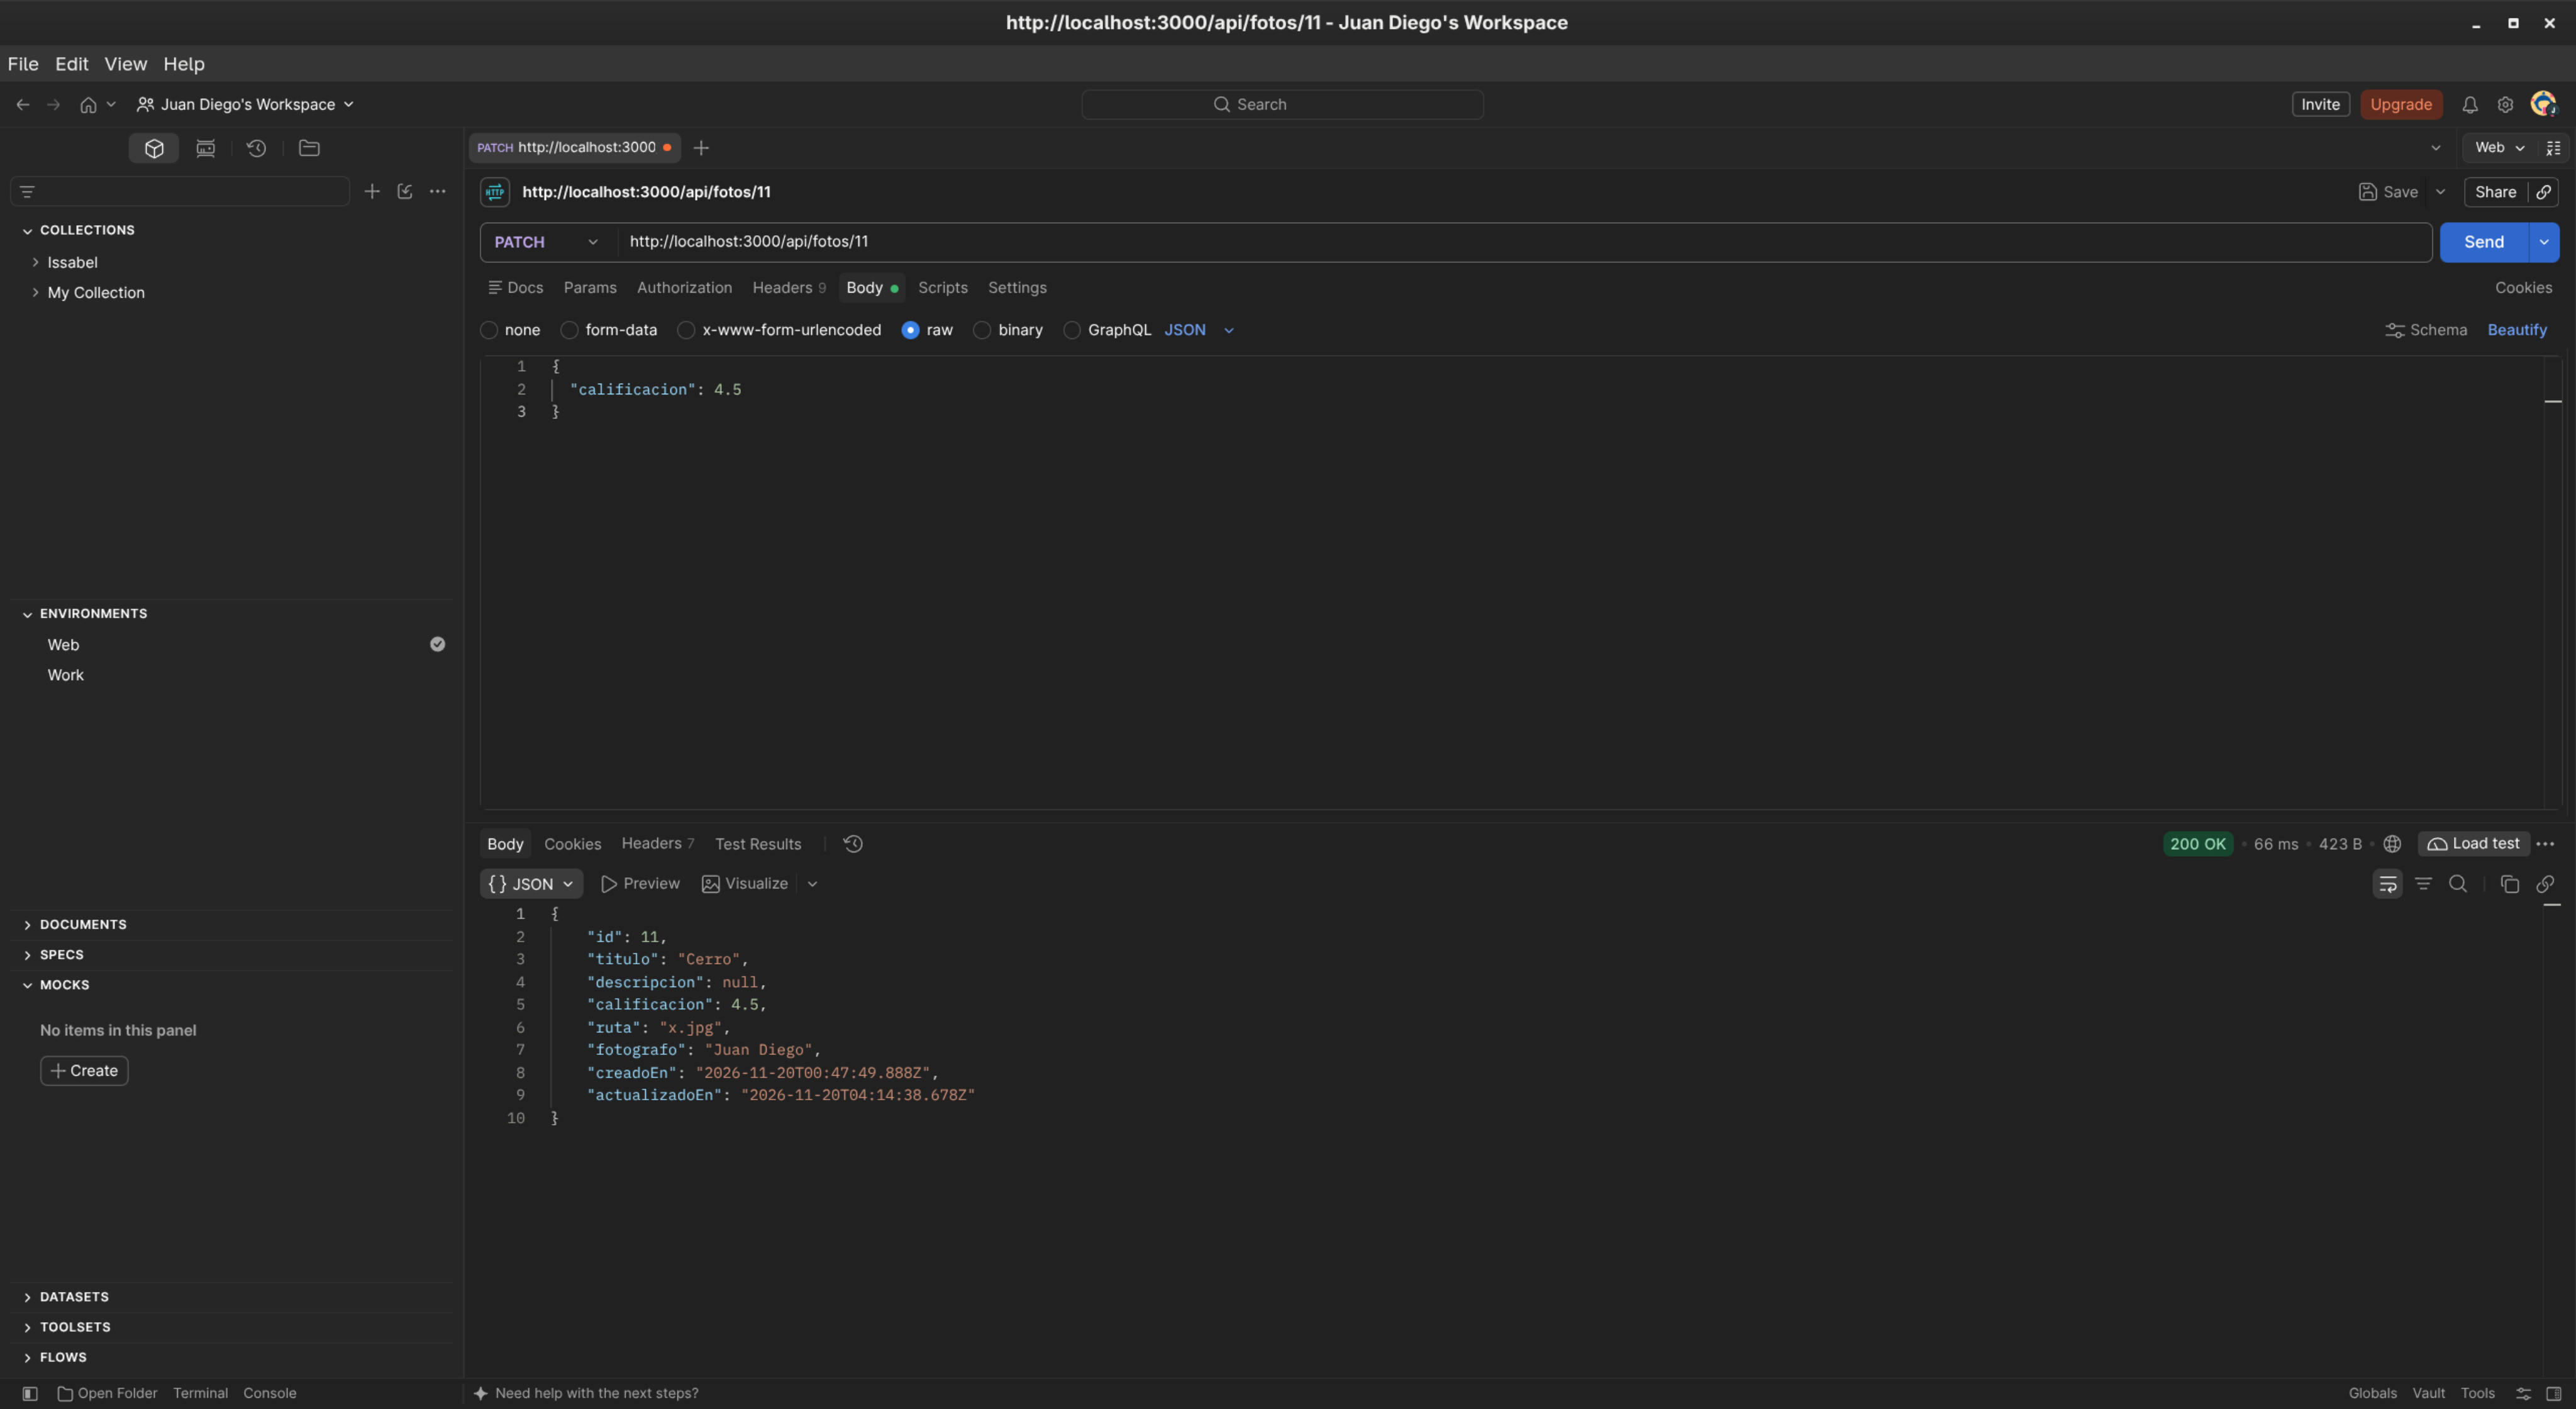 http://localhost:3000/api/fotos/11 - Juan Diego's Workspace
File Edit View Help
Juan Diego's Workspace
Search
Invite
Upgrade
PATCH http://localhost:3000
Web
HTTP
http://localhost:3000/api/fotos/11
Save
Share
COLLECTIONS
Issabel
My Collection
PATCH
http://localhost:3000/api/fotos/11
Send
Docs Params Authorization Headers 9 Body Scripts Settings
Cookies
none form-data x-www-form-urlencoded raw binary GraphQL JSON
Schema
Beautify
1 {
2 "calificacion": 4.5
3 }
ENVIRONMENTS
Web
Work
Body Cookies Headers 7 Test Results
200 OK • 66 ms • 423 B •
Load test
{} JSON
Preview
Visualize
1 {
2 "id": 11,
3 "titulo": "Cerro",
4 "descripcion": null,
5 "calificacion": 4.5,
6 "ruta": "x.jpg",
7 "fotografo": "Juan Diego",
8 "creadoEn": "2026-11-20T00:47:49.888Z",
9 "actualizadoEn": "2026-11-20T04:14:38.678Z"
10 }
DOCUMENTS
SPECS
MOCKS
No items in this panel
+ Create
DATASETS
TOOLSETS
FLOWS
Open Folder Terminal Console
Need help with the next steps?
Globals Vault Tools